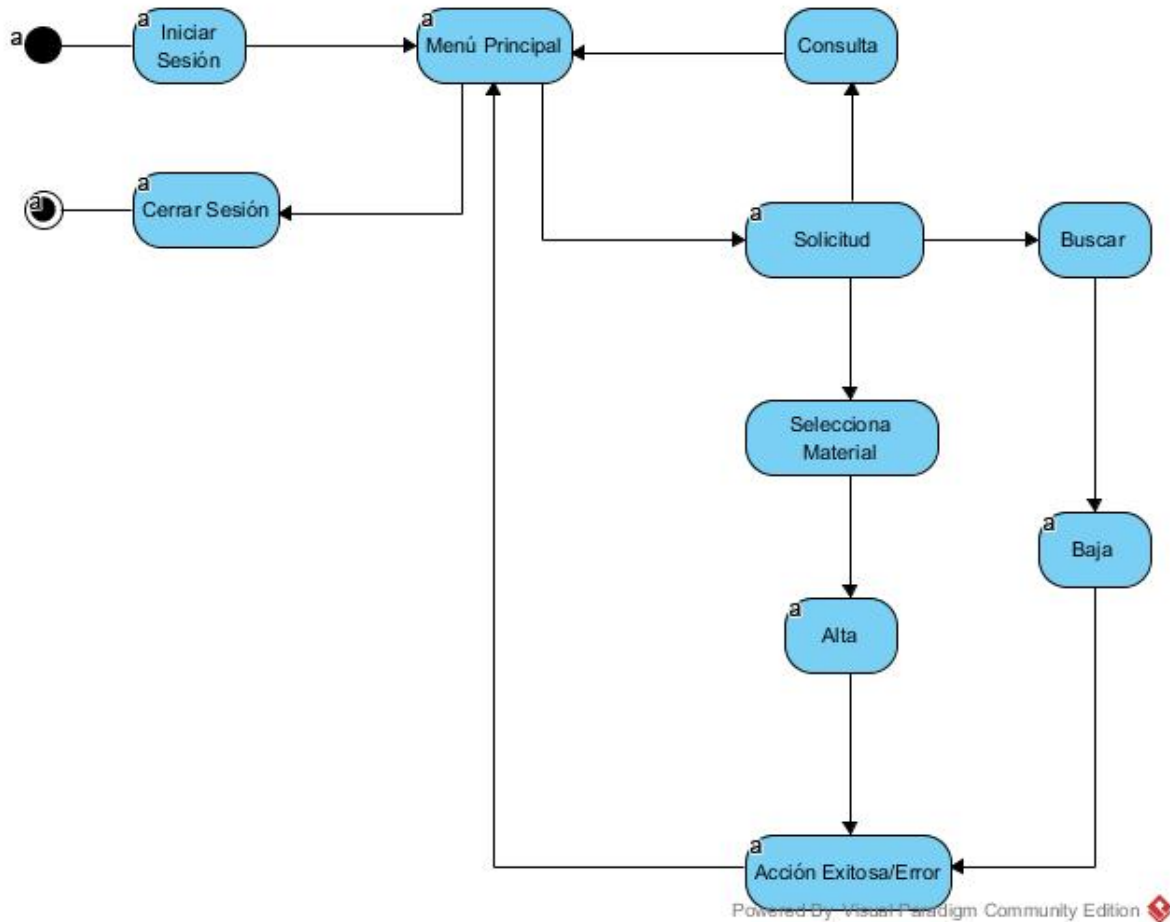 a
a
Iniciar
Sesión
a
Menú Principal
Consulta
a
a
Cerrar Sesión
a
Solicitud
Buscar
Selecciona
Material
a
Baja
a
Alta
a
Acción Exitosa/Error
Powered By Visual Paradigm Community Edition